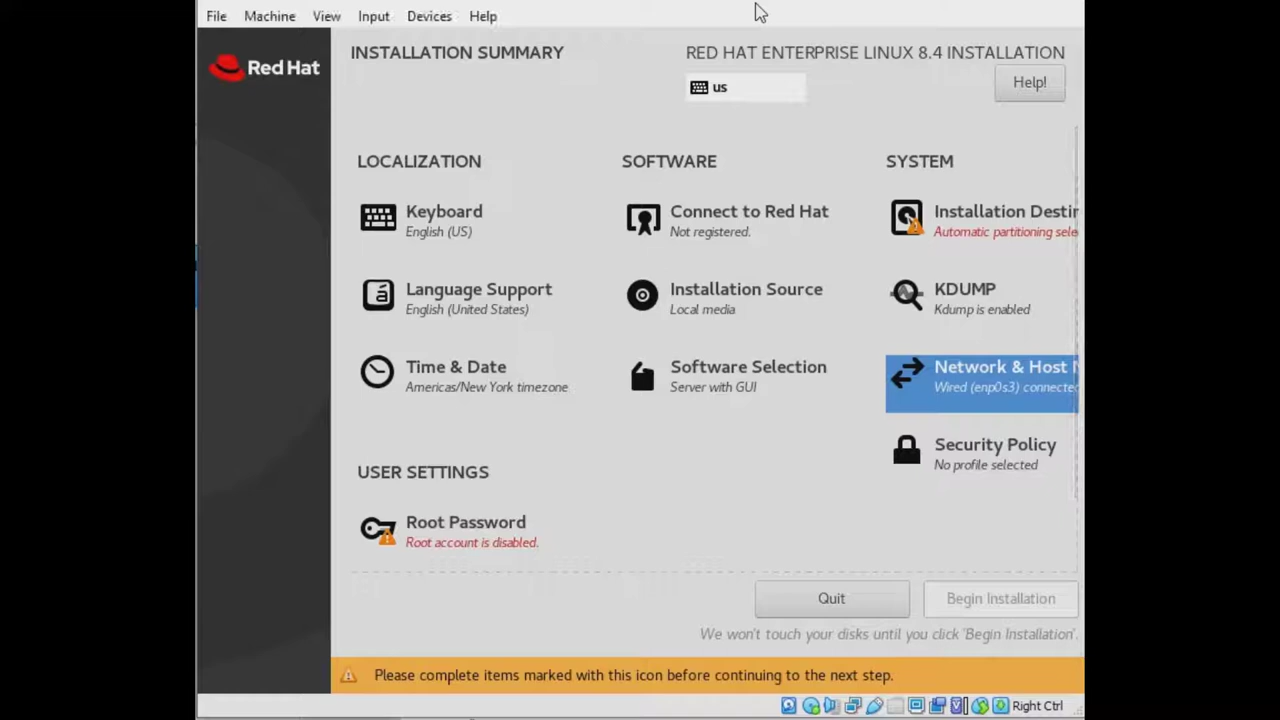 File Machine View Input Devices Help
Red Hat
INSTALLATION SUMMARY
RED HAT ENTERPRISE LINUX 8.4 INSTALLATION
us
Help!
LOCALIZATION
Keyboard
English (US)
Language Support
English (United States)
Time & Date
Americas/New York timezone
SOFTWARE
Connect to Red Hat
Not registered.
Installation Source
Local media
Software Selection
Server with GUI
SYSTEM
Installation Destin
Automatic partitioning sele
KDUMP
Kdump is enabled
Network & Host N
Wired (enp0s3) connected
Security Policy
No profile selected
USER SETTINGS
Root Password
Root account is disabled.
Quit
Begin Installation
We won't touch your disks until you click 'Begin Installation'.
Please complete items marked with this icon before continuing to the next step.
Right Ctrl